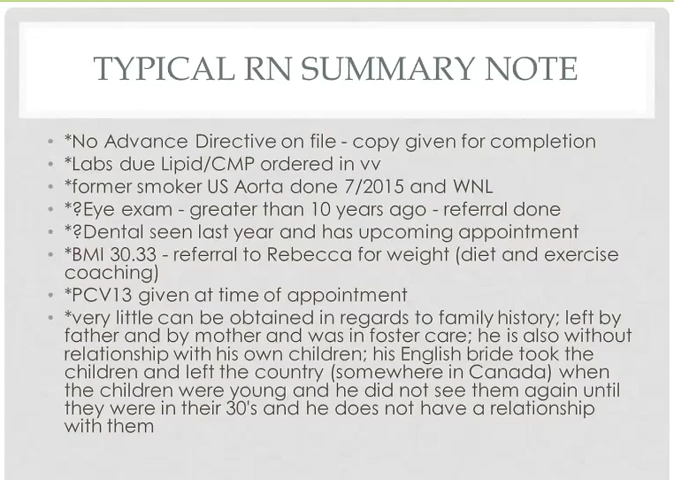 TYPICAL RN SUMMARY NOTE
• *No Advance Directive on file - copy given for completion
• *Labs due Lipid/CMP ordered in vv
• *former smoker US Aorta done 7/2015 and WNL
• *?Eye exam - greater than 10 years ago - referral done
• *?Dental seen last year and has upcoming appointment
• *BMI 30.33 - referral to Rebecca for weight (diet and exercise
coaching)
• *PCV13 given at time of appointment
• *very little can be obtained in regards to family history; left by
father and by mother and was in foster care; he is also without
relationship with his own children; his English bride took the
children and left the country (somewhere in Canada) when
the children were young and he did not see them again until
they were in their 30's and he does not have a relationship
with them